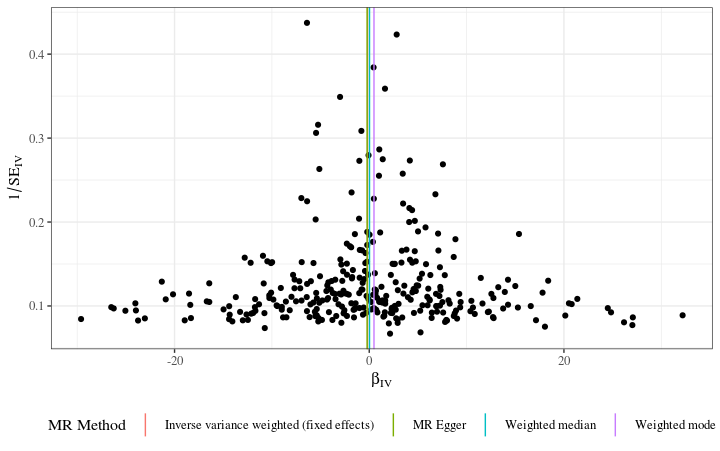 0.4
0.3
0.2
0.1
1/SE_IV
-20 0 20
β_IV
MR Method Inverse variance weighted (fixed effects) MR Egger Weighted median Weighted mode